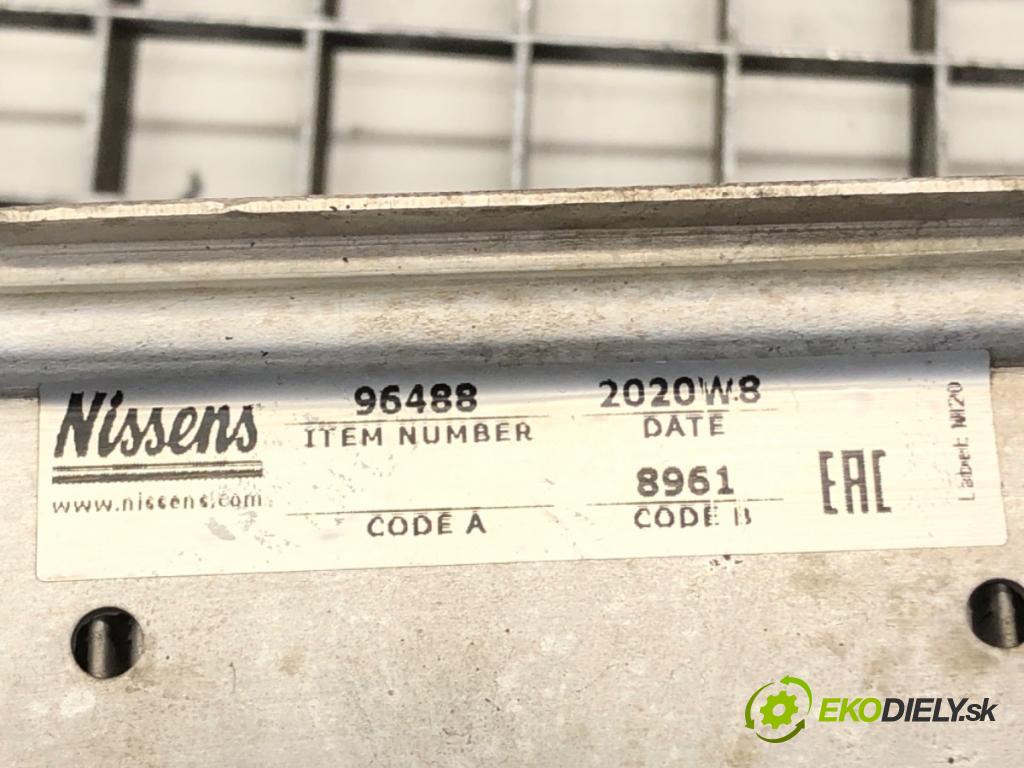 Nissens
www.nissens.com
96488
ITEM NUMBER
CODE A
2020W8
DATE
8961
CODE B
EAC
Label: NI20
EKODIELY.sk